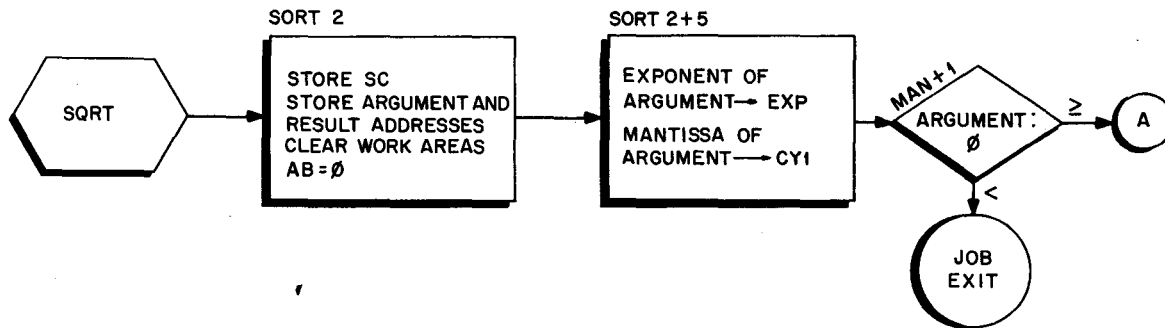 SORT 2
SORT 2+5
SQRT
STORE SC
STORE ARGUMENT AND
RESULT ADDRESSES
CLEAR WORK AREAS
AB=Ø
EXPONENT OF
ARGUMENT→ EXP
MANTISSA OF
ARGUMENT→CY1
MAN+1
ARGUMENT:
Ø
≥
A
<
JOB
EXIT